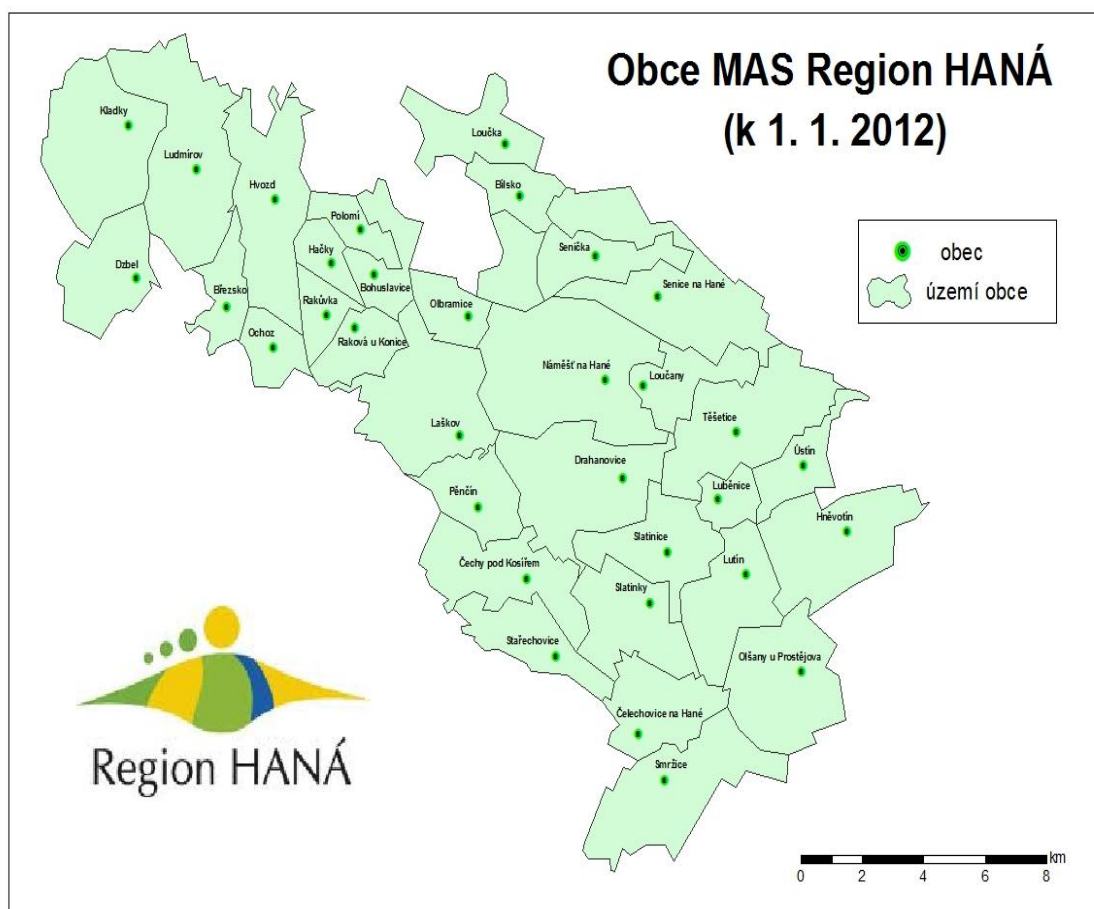 Obce MAS Region HANÁ
(k 1. 1. 2012)
Kladky
Loučka
Ludmírov
Hvozd
Bílsko
Polomí
obec
Hačky
Senička
Dzbel
Bohuslavice
území obce
Březsko
Senice na Hané
Rakůvka
Olbramice
Ochoz
Raková u Konice
Náměšť na Hané
Loučany
Laškov
Těšetice
Drahanovice
Ústín
Pěnčín
Luběnice
Hněvotín
Slatinice
Čechy pod Kosířem
Lutín
Slatinky
Stařechovice
Olšany u Prostějova
Čelechovice na Hané
Region HANÁ
Smržice
km
0 2 4 6 8